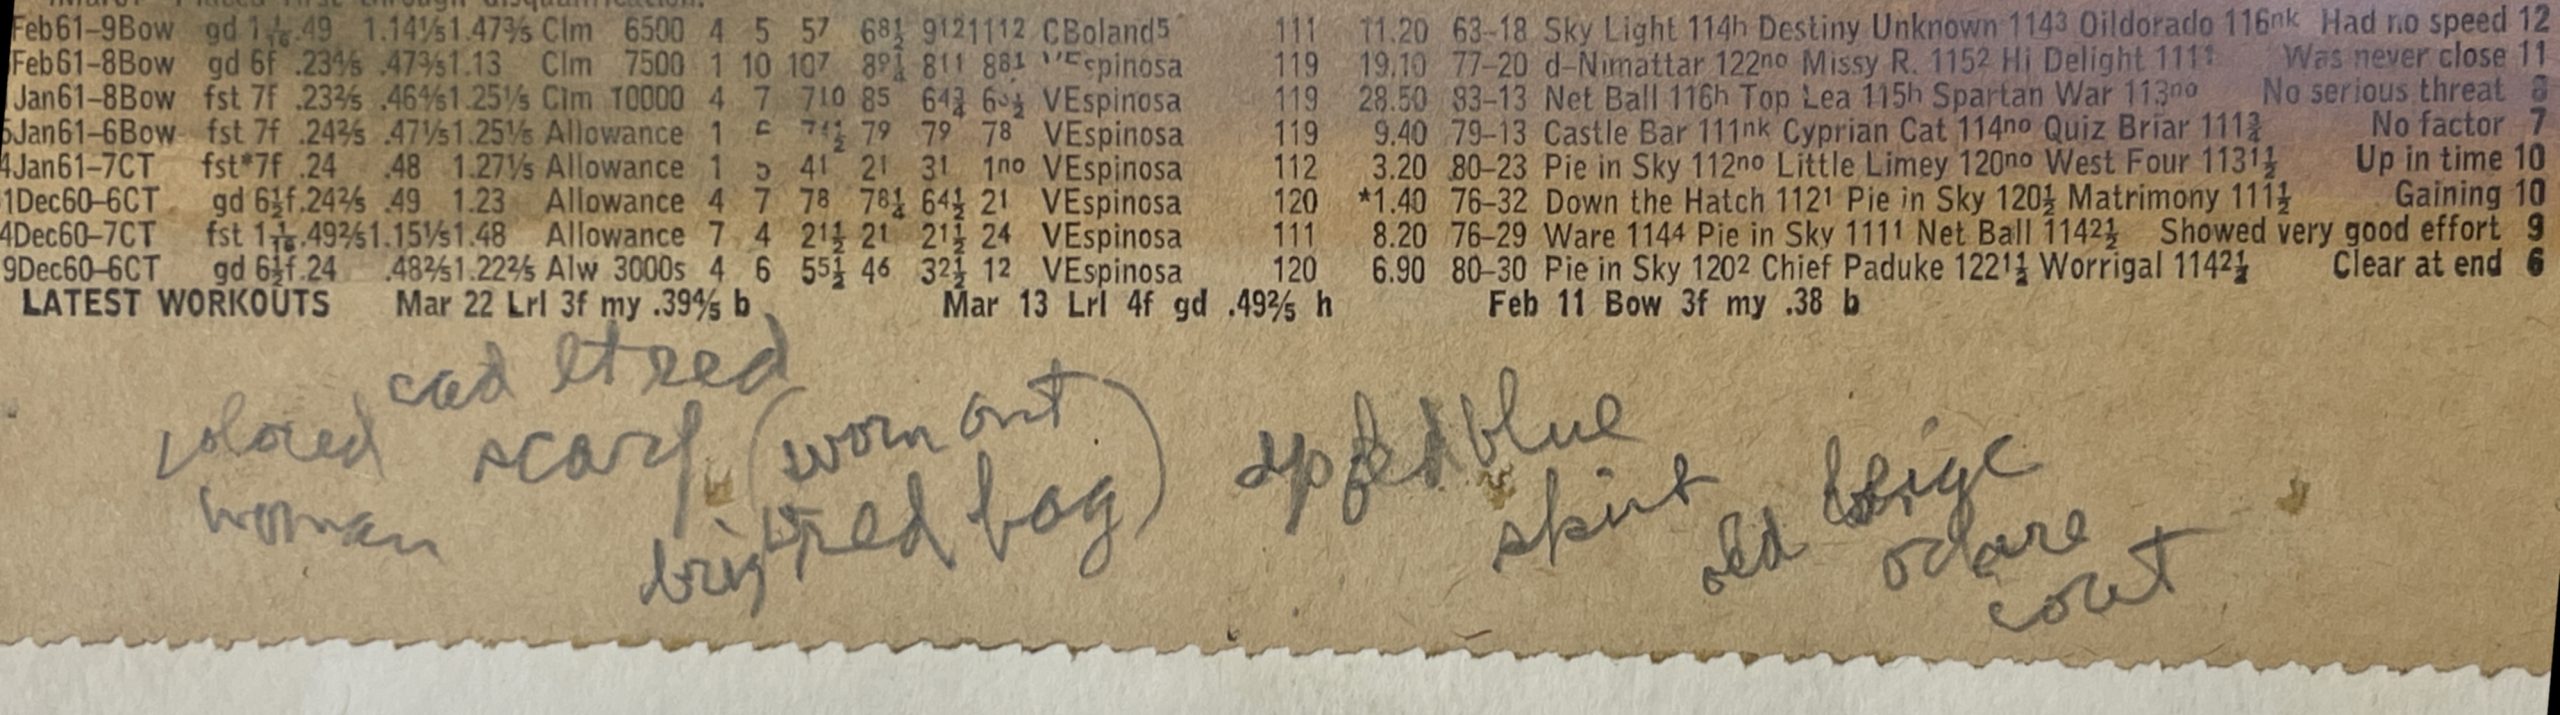 Feb61-9Bow gd 1 1/16 .49 1.14⅕1.47⅗ Clm 6500 4 5 5⁷ 6⁸½ 9¹²11¹² CBoland⁵ 111 11.20 63-18 Sky Light 114ʰ Destiny Unknown 114³ Oildorado 116ⁿᵏ Had no speed 12
Feb61-8Bow gd 6f .23⅘ .47⅗1.13 Clm 7500 1 10 10⁷ 8⁹¼ 8¹¹ 8⁸¹ VEspinosa 119 19.10 77-20 d-Nimattar 122ⁿᵒ Missy R. 115² Hi Delight 111¹ Was never close 11
Jan61-8Bow fst 7f .23⅖ .46⅘1.25⅕ Clm 10000 4 7 7¹⁰ 8⁵ 6⁴¾ VEspinosa 119 28.50 83-13 Net Ball 116ʰ Top Lea 115ʰ Spartan War 113ⁿᵒ No serious threat 8
5Jan61-6Bow fst 7f .24⅖ .47⅕1.25⅕ Allowance 1 7⁹ 7⁹ 7⁸ VEspinosa 119 9.40 79-13 Castle Bar 111ⁿᵏ Cyprian Cat 114ⁿᵒ Quiz Briar 111¾ No factor 7
4Jan61-7CT fst*7f .24 .48 1.27⅕ Allowance 1 5 4¹ 2¹ 3¹ 1ⁿᵒ VEspinosa 112 3.20 80-23 Pie in Sky 112ⁿᵒ Little Limey 120ⁿᵒ West Four 113¹½ Up in time 10
1Dec60-6CT gd 6½f.24⅖ .49 1.23 Allowance 4 7 7⁸ 7⁸¼ 6⁴½ 2¹ VEspinosa 120 *1.40 76-32 Down the Hatch 112¹ Pie in Sky 120½ Matrimony 111½ Gaining 10
4Dec60-7CT fst 1 1/16 .49⅖1.15⅕1.48 Allowance 7 4 2¹½ 2¹ 2¹½ 2⁴ VEspinosa 111 8.20 76-29 Ware 114⁴ Pie in Sky 111¹ Net Ball 114²½ Showed very good effort 9
9Dec60-6CT gd 6½f.24 .48⅖1.22⅖ Alw 3000s 4 6 5⁵½ 4⁶ 3²½ 1² VEspinosa 120 6.90 80-30 Pie in Sky 120² Chief Paduke 122¹½ Worrigal 114²½ Clear at end 6
LATEST WORKOUTS Mar 22 Lrl 3f my .39⅘ b Mar 13 Lrl 4f gd .49⅖ h Feb 11 Bow 3f my .38 b
colored
woman
red
scarf
(worn out
red bag)
blue
skirt
old beige
coat